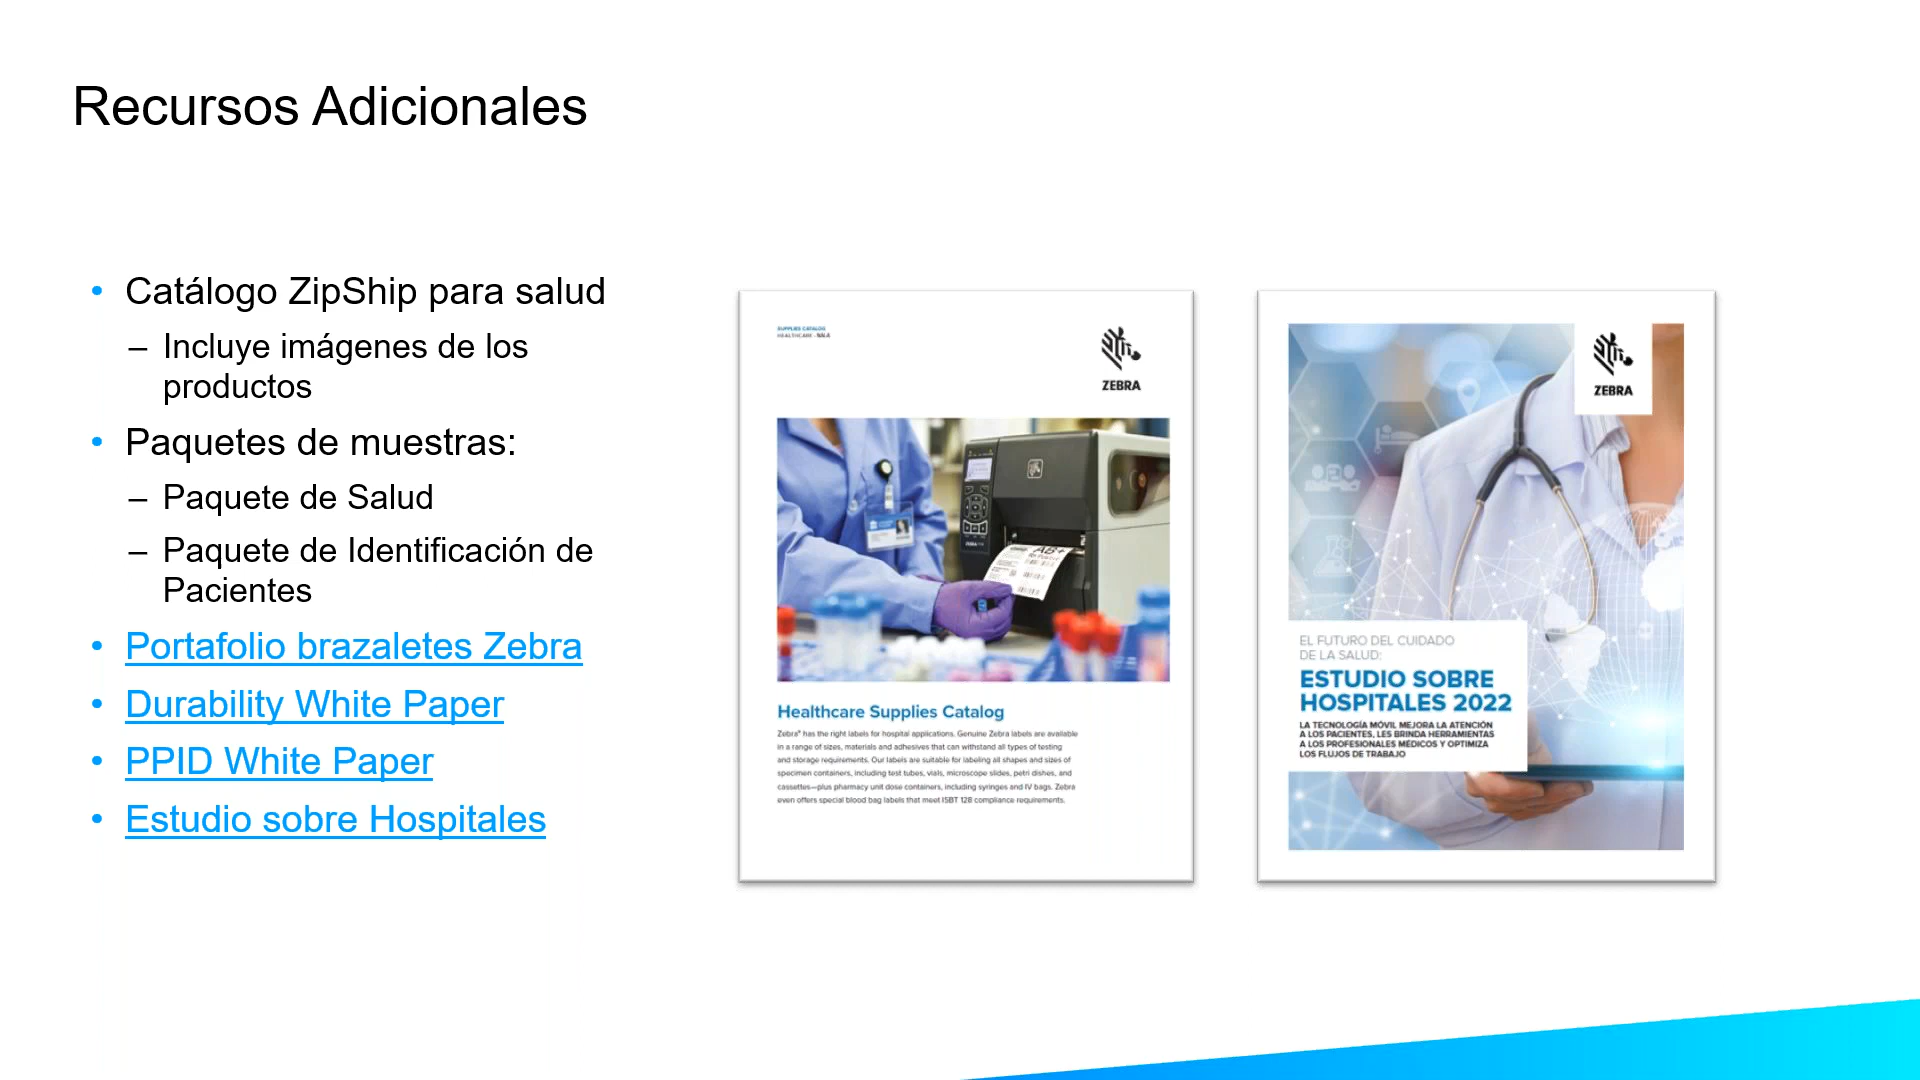 Recursos Adicionales
• Catálogo ZipShip para salud
– Incluye imágenes de los
productos
• Paquetes de muestras:
– Paquete de Salud
– Paquete de Identificación de
Pacientes
• Portafolio brazaletes Zebra
• Durability White Paper
• PPID White Paper
• Estudio sobre Hospitales
SUPPLIES CATALOG
HEALTHCARE - NALA
ZEBRA
AB+
Healthcare Supplies Catalog
Zebra® has the right labels for hospital applications. Genuine Zebra labels are available
in a range of sizes, materials and adhesives that can withstand all types of testing
and storage requirements. Our labels are suitable for labeling all shapes and sizes of
specimen containers, including test tubes, vials, microscope slides, petri dishes, and
cassettes—plus pharmacy unit dose containers, including syringes and IV bags. Zebra
even offers special blood bag labels that meet ISBT 128 compliance requirements.
ZEBRA
EL FUTURO DEL CUIDADO
DE LA SALUD:
ESTUDIO SOBRE
HOSPITALES 2022
LA TECNOLOGÍA MÓVIL MEJORA LA ATENCIÓN
A LOS PACIENTES, LES BRINDA HERRAMIENTAS
A LOS PROFESIONALES MÉDICOS Y OPTIMIZA
LOS FLUJOS DE TRABAJO